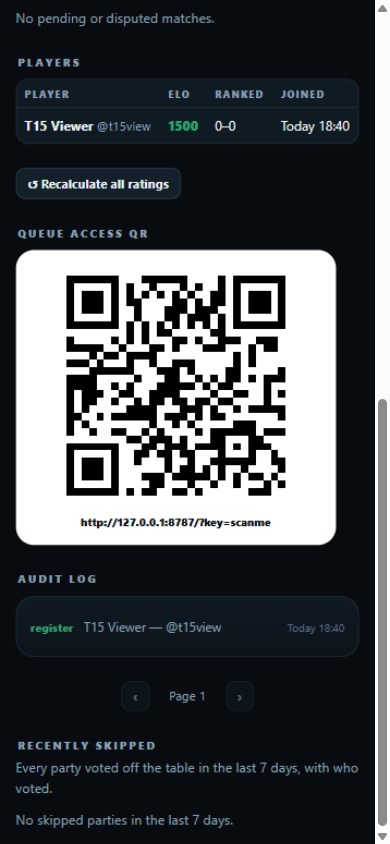 No pending or disputed matches.
PLAYERS
PLAYER ELO RANKED JOINED
T15 Viewer @t15view 1500 0–0 Today 18:40
↺ Recalculate all ratings
QUEUE ACCESS QR
http://127.0.0.1:8787/?key=scanme
AUDIT LOG
register T15 Viewer — @t15view Today 18:40
‹ Page 1 ›
RECENTLY SKIPPED
Every party voted off the table in the last 7 days, with who
voted.
No skipped parties in the last 7 days.